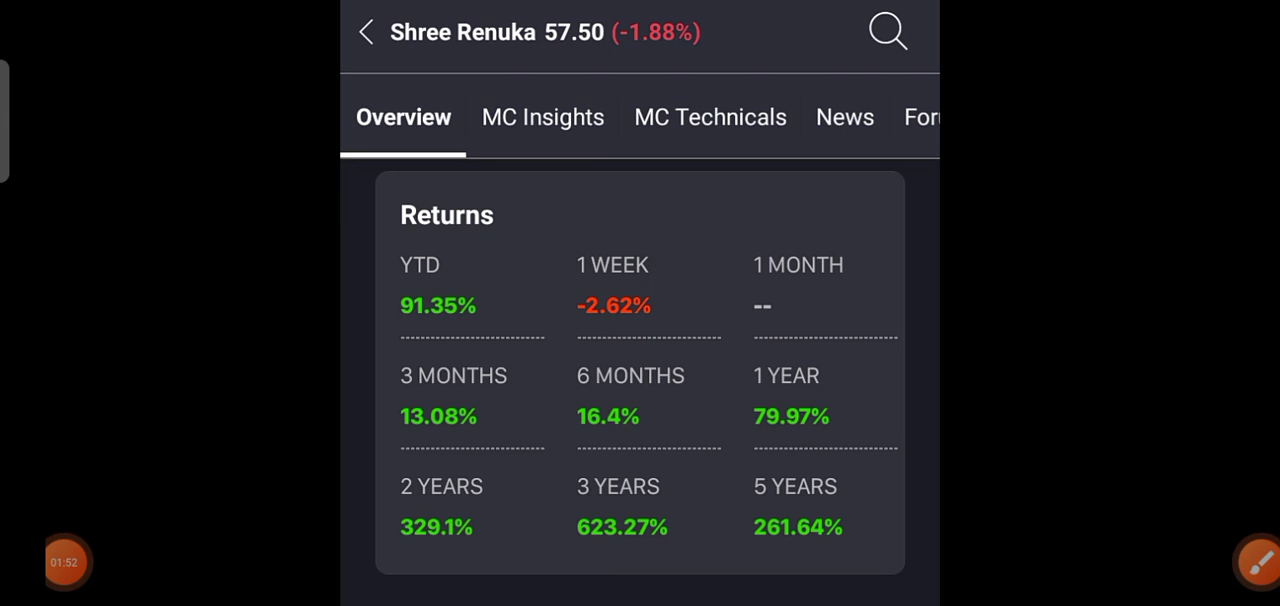 Shree Renuka 57.50 (-1.88%)
Overview MC Insights MC Technicals News For
Returns
YTD 1 WEEK 1 MONTH
91.35% -2.62% --
3 MONTHS 6 MONTHS 1 YEAR
13.08% 16.4% 79.97%
2 YEARS 3 YEARS 5 YEARS
329.1% 623.27% 261.64%
01:52